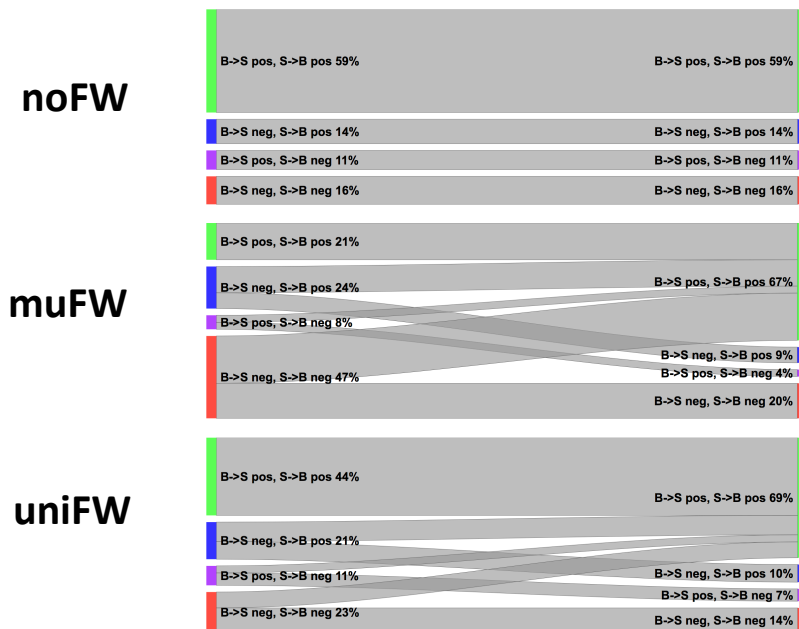 noFW
B->S pos, S->B pos 59% B->S pos, S->B pos 59%
B->S neg, S->B pos 14% B->S neg, S->B pos 14%
B->S pos, S->B neg 11% B->S pos, S->B neg 11%
B->S neg, S->B neg 16% B->S neg, S->B neg 16%
muFW
B->S pos, S->B pos 21%
B->S neg, S->B pos 24% B->S pos, S->B pos 67%
B->S pos, S->B neg 8%
B->S neg, S->B pos 9%
B->S neg, S->B neg 47% B->S pos, S->B neg 4%
B->S neg, S->B neg 20%
uniFW
B->S pos, S->B pos 44%
B->S pos, S->B pos 69%
B->S neg, S->B pos 21%
B->S pos, S->B neg 11% B->S neg, S->B pos 10%
B->S pos, S->B neg 7%
B->S neg, S->B neg 23% B->S neg, S->B neg 14%